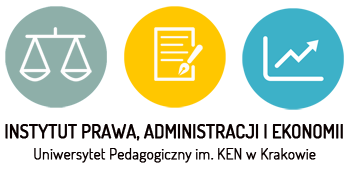 INSTYTUT PRAWA, ADMINISTRACJI I EKONOMII
Uniwersytet Pedagogiczny im. KEN w Krakowie